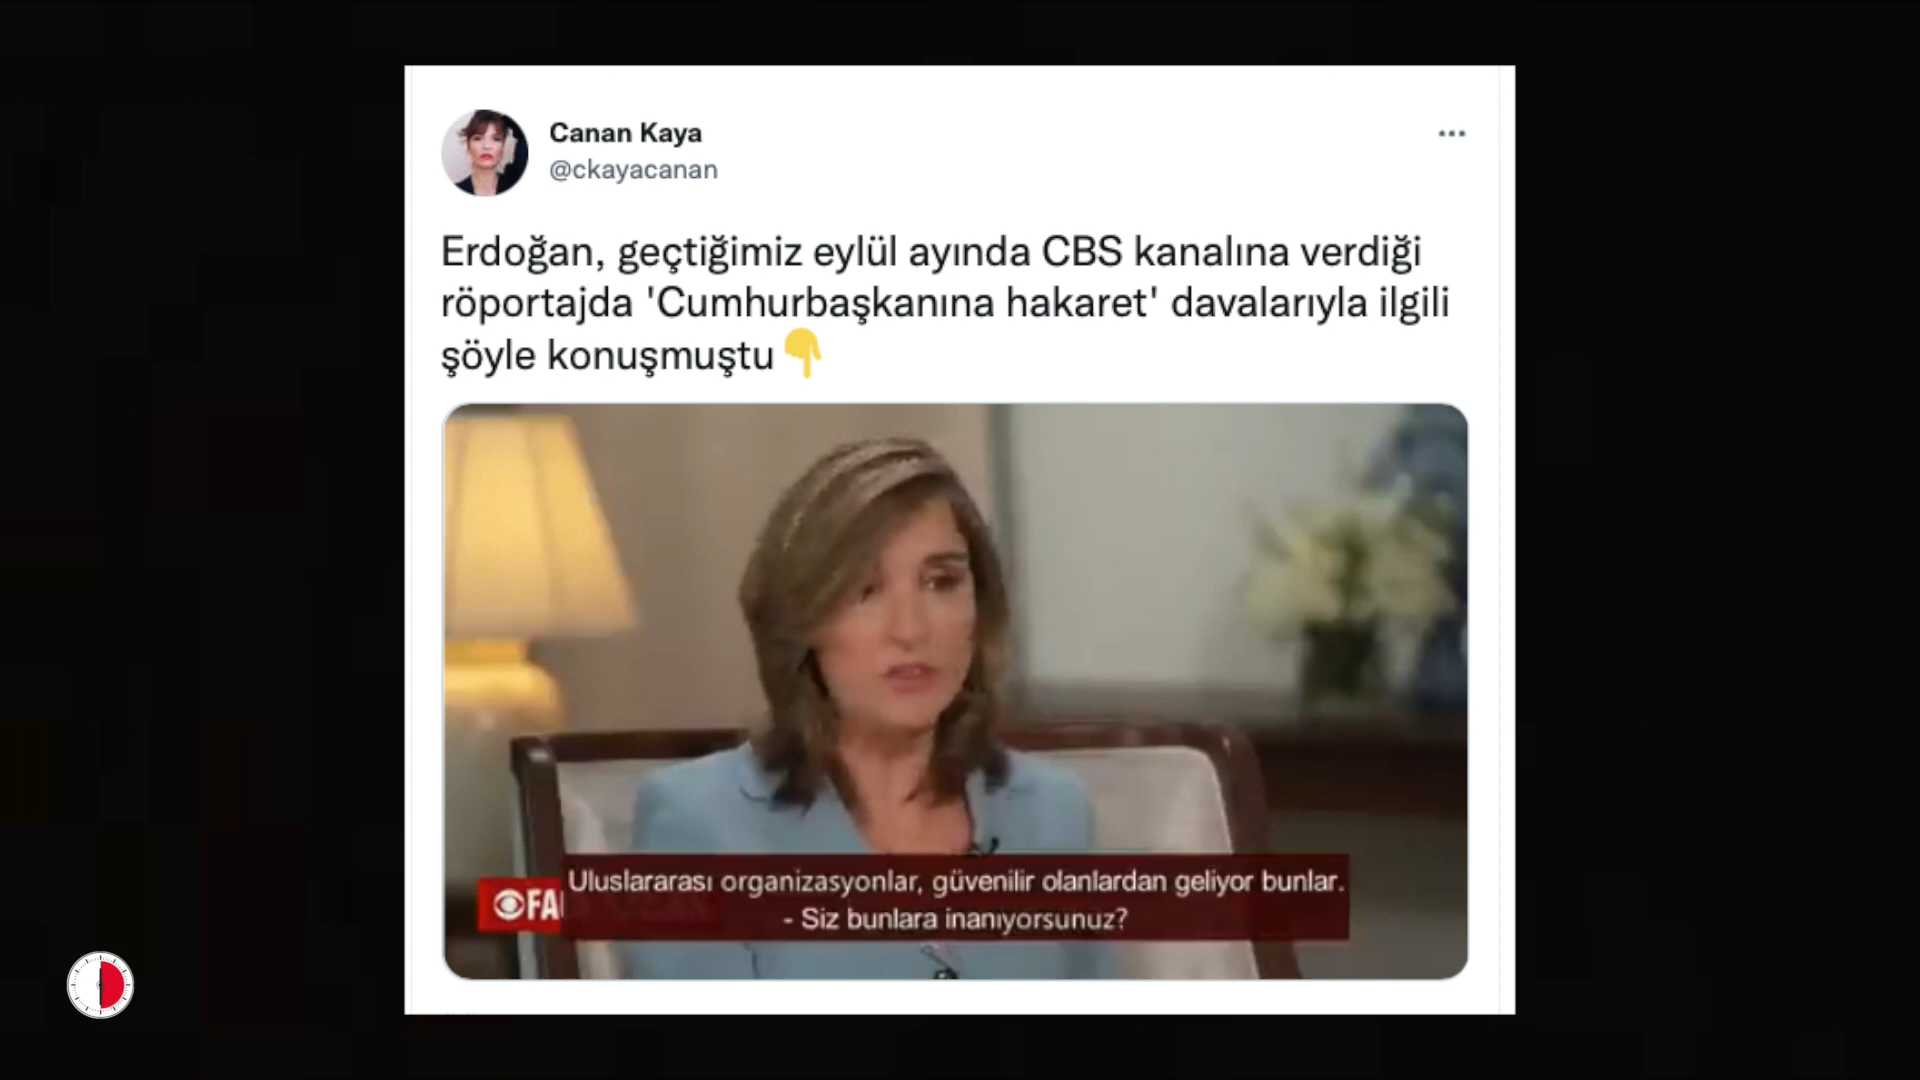 Canan Kaya
@ckayacanan
Erdoğan, geçtiğimiz eylül ayında CBS kanalına verdiği
röportajda 'Cumhurbaşkanına hakaret' davalarıyla ilgili
şöyle konuşmuştu👇
Uluslararası organizasyonlar, güvenilir olanlardan geliyor bunlar.
- Siz bunlara inanıyorsunuz?
FA